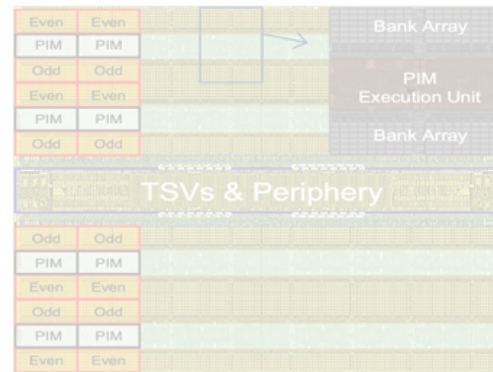 Even Even
PIM PIM
Odd Odd
Even Even
PIM PIM
Odd Odd
Bank Array
PIM
Execution Unit
Bank Array
TSVs & Periphery
Odd Odd
PIM PIM
Even Even
Odd Odd
PIM PIM
Even Even